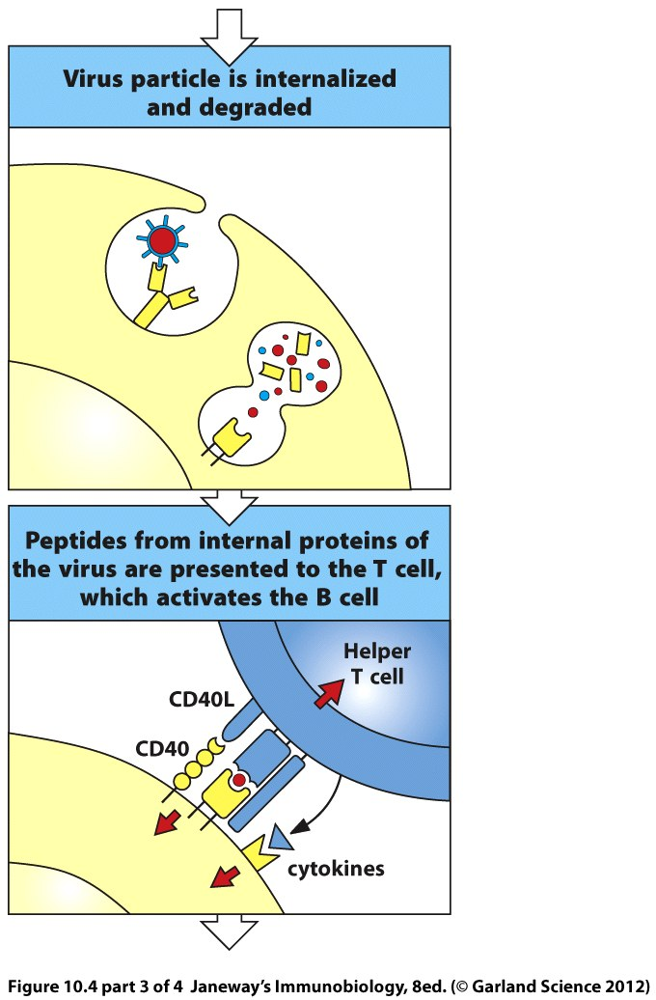 Virus particle is internalized
and degraded
Peptides from internal proteins of
the virus are presented to the T cell,
which activates the B cell
Helper
T cell
CD40L
CD40
cytokines
Figure 10.4 part 3 of 4 Janeway's Immunobiology, 8ed. (© Garland Science 2012)